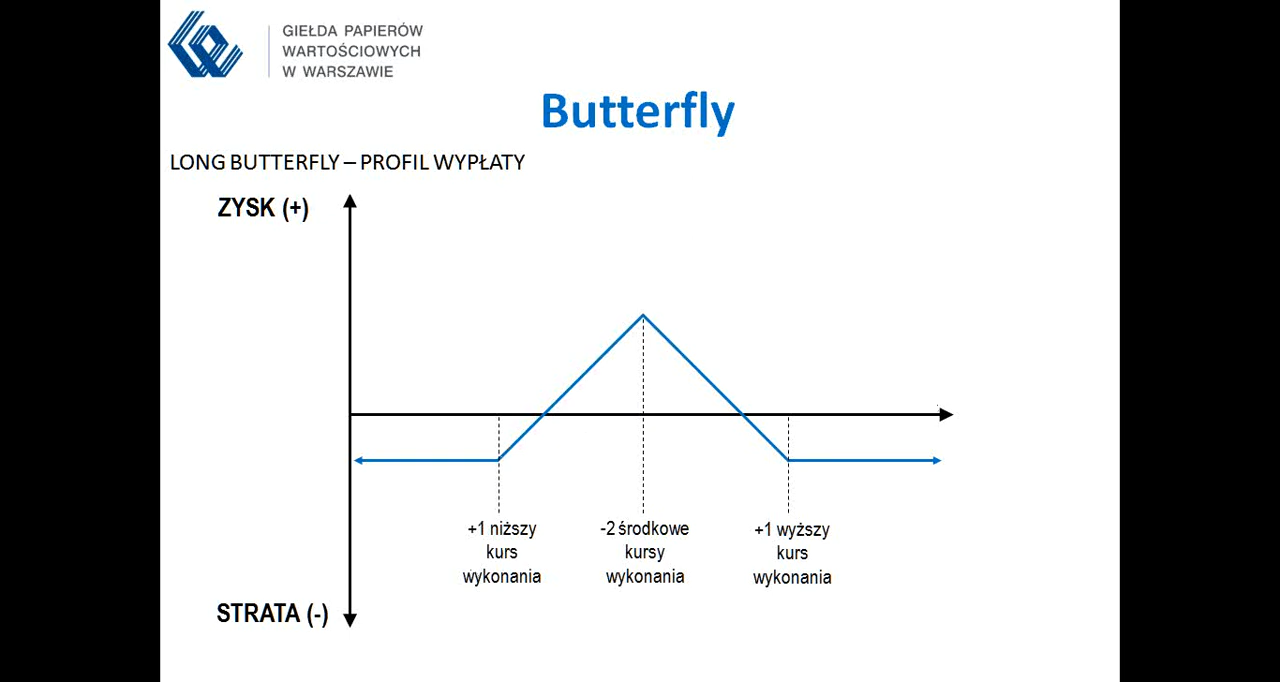 GIEŁDA PAPIERÓW
WARTOŚCIOWYCH
W WARSZAWIE
Butterfly
LONG BUTTERFLY – PROFIL WYPŁATY
ZYSK (+)
+1 niższy
kurs
wykonania
-2 środkowe
kursy
wykonania
+1 wyższy
kurs
wykonania
STRATA (-)